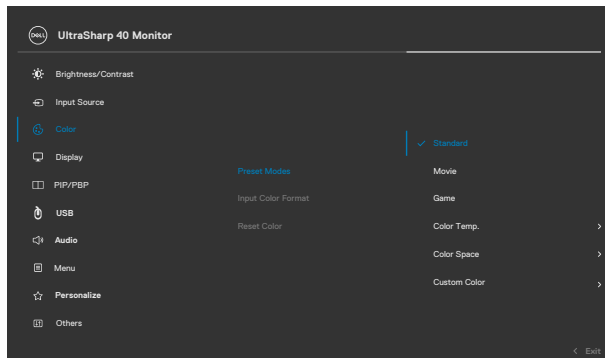 DELL UltraSharp 40 Monitor
Brightness/Contrast
Input Source
Color
Display
PIP/PBP
USB
Audio
Menu
Personalize
Others
Preset Modes
Input Color Format
Reset Color
Standard
Movie
Game
Color Temp.
Color Space
Custom Color
Exit